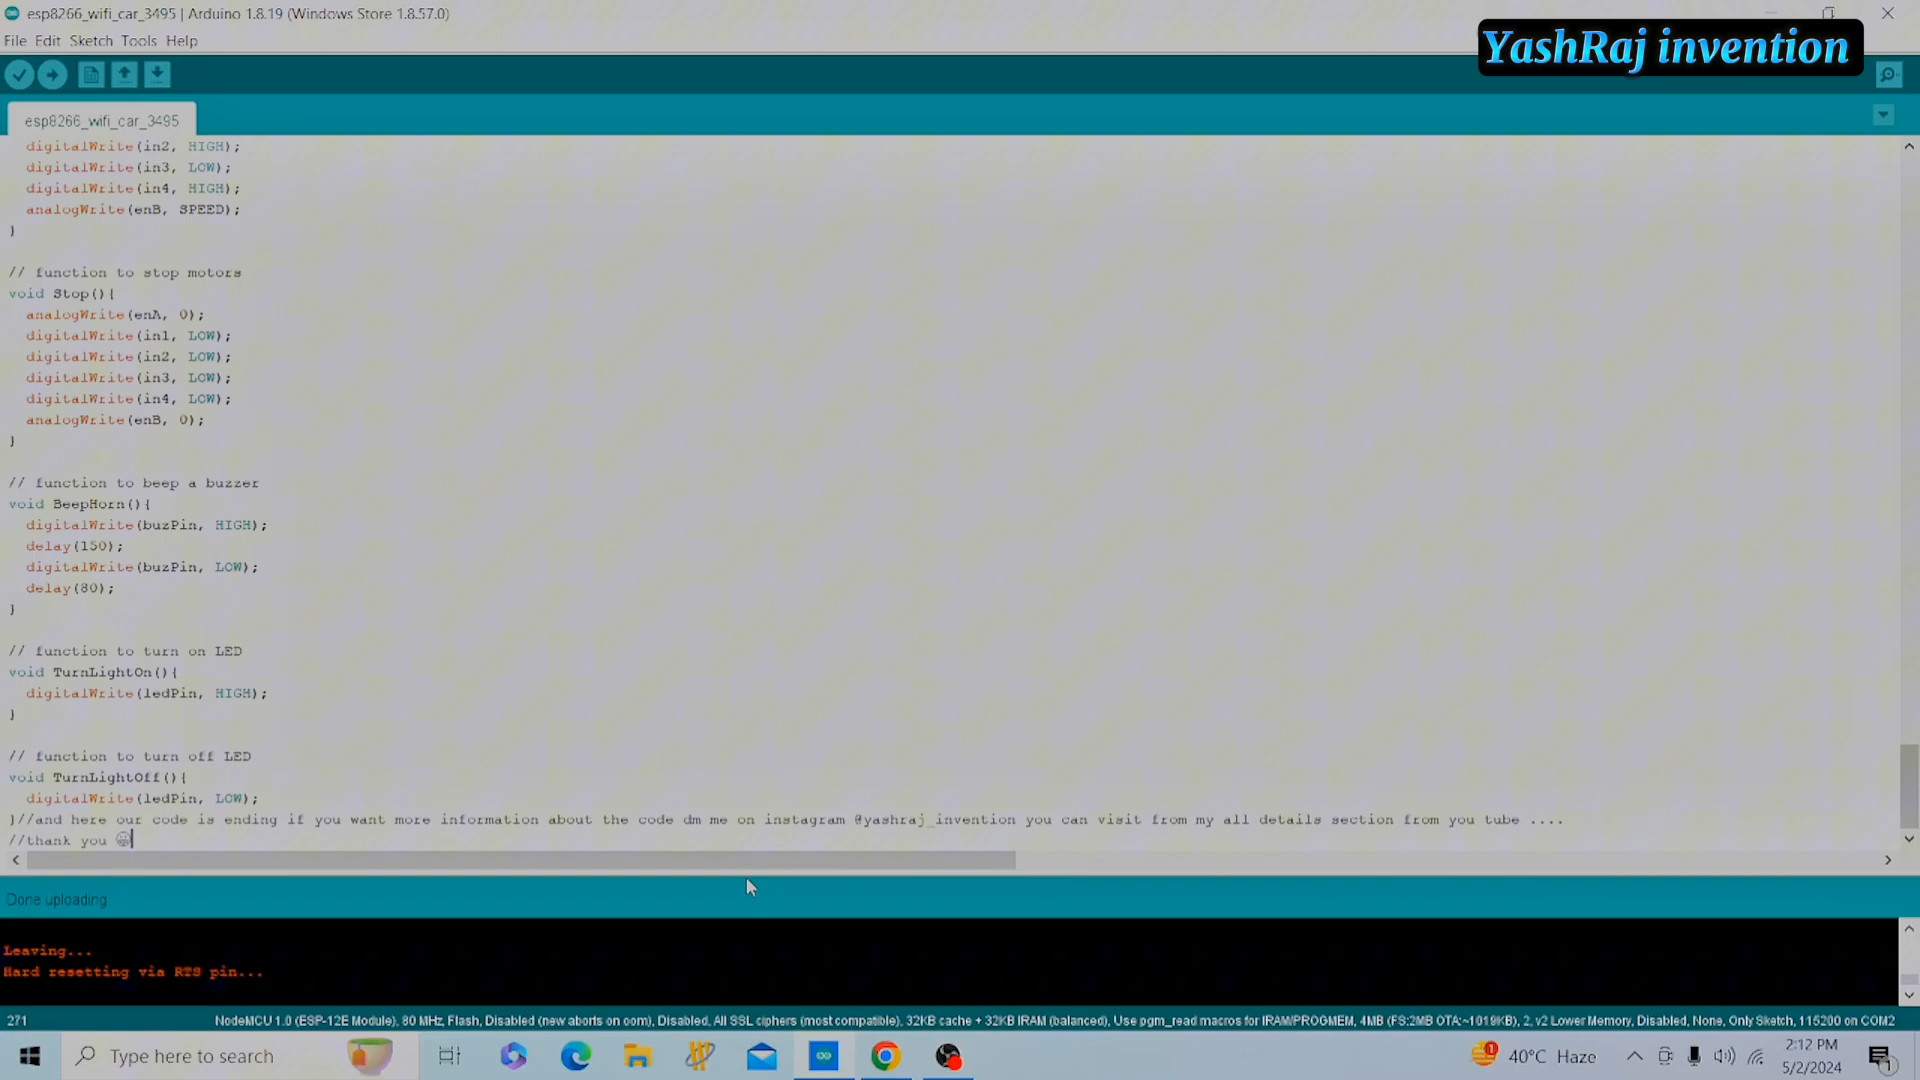 esp8266_wifi_car_3495 | Arduino 1.8.19 (Windows Store 1.8.57.0)
File Edit Sketch Tools Help
YashRaj invention
esp8266_wifi_car_3495
digitalWrite(in2, HIGH);
digitalWrite(in3, LOW);
digitalWrite(in4, HIGH);
analogWrite(enB, SPEED);
}
// function to stop motors
void Stop(){
analogWrite(enA, 0);
digitalWrite(in1, LOW);
digitalWrite(in2, LOW);
digitalWrite(in3, LOW);
digitalWrite(in4, LOW);
analogWrite(enB, 0);
}
// function to beep a buzzer
void BeepHorn(){
digitalWrite(buzPin, HIGH);
delay(150);
digitalWrite(buzPin, LOW);
delay(80);
}
// function to turn on LED
void TurnLightOn(){
digitalWrite(ledPin, HIGH);
}
// function to turn off LED
void TurnLightOff(){
digitalWrite(ledPin, LOW);
}//and here our code is ending if you want more information about the code dm me on instagram @yashraj_invention you can visit from my all details section from you tube ....
//thank you 😀
Done uploading
Leaving...
Hard resetting via RTS pin...
271
NodeMCU 1.0 (ESP-12E Module), 80 MHz, Flash, Disabled (new aborts on oom), Disabled, All SSL ciphers (most compatible), 32KB cache + 32KB IRAM (balanced), Use pgm_read macros for IRAM/PROGMEM, 4MB (FS:2MB OTA:~1019KB), 2, v2 Lower Memory, Disabled, None, Only Sketch, 115200 on COM2
Type here to search
1
40°C Haze
2:12 PM
5/2/2024
1